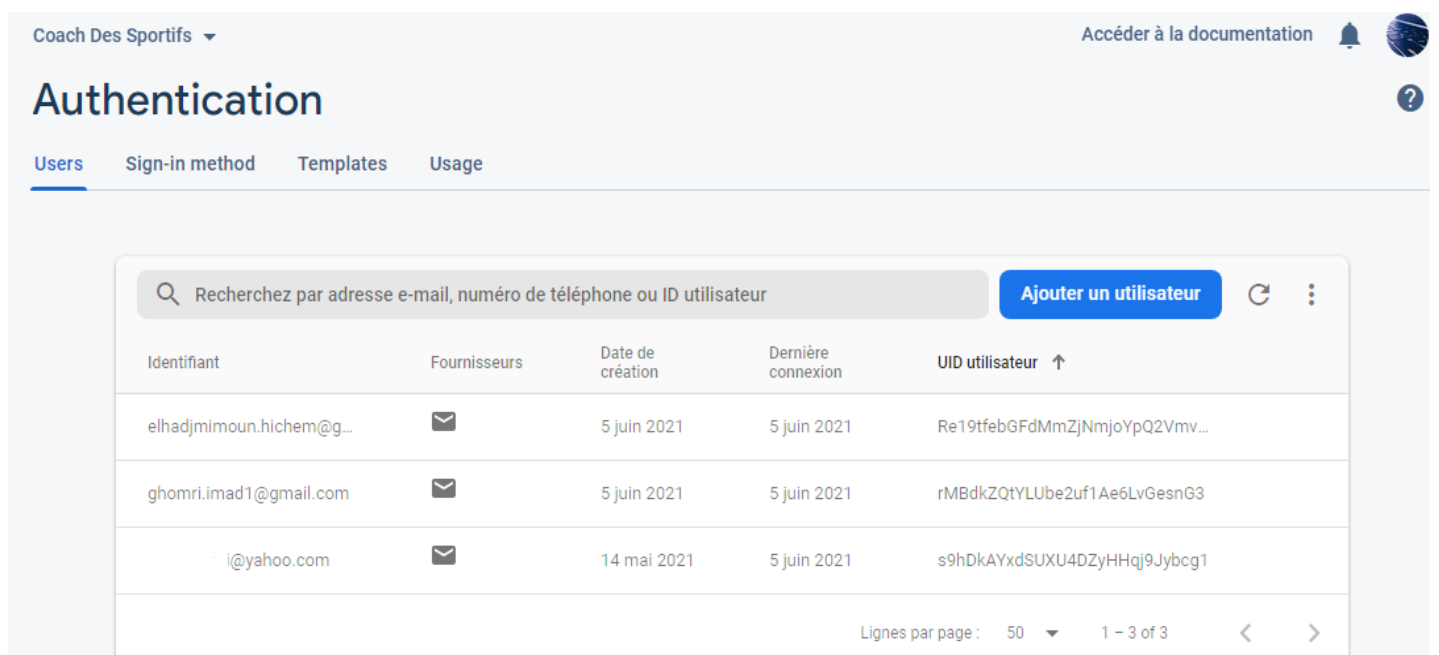 Coach Des Sportifs Accéder à la documentation
Authentication
Users Sign-in method Templates Usage
Recherchez par adresse e-mail, numéro de téléphone ou ID utilisateur Ajouter un utilisateur
Identifiant Fournisseurs Date de création Dernière connexion UID utilisateur
elhadjmimoun.hichem@g... 5 juin 2021 5 juin 2021 Re19tfebGFdMmZjNmjoYpQ2Vmv...
ghomri.imad1@gmail.com 5 juin 2021 5 juin 2021 rMBdkZQtYLUbe2uf1Ae6LvGesnG3
i@yahoo.com 14 mai 2021 5 juin 2021 s9hDkAYxdSUXU4DZyHHqj9Jybcg1
Lignes par page : 50 1 – 3 of 3